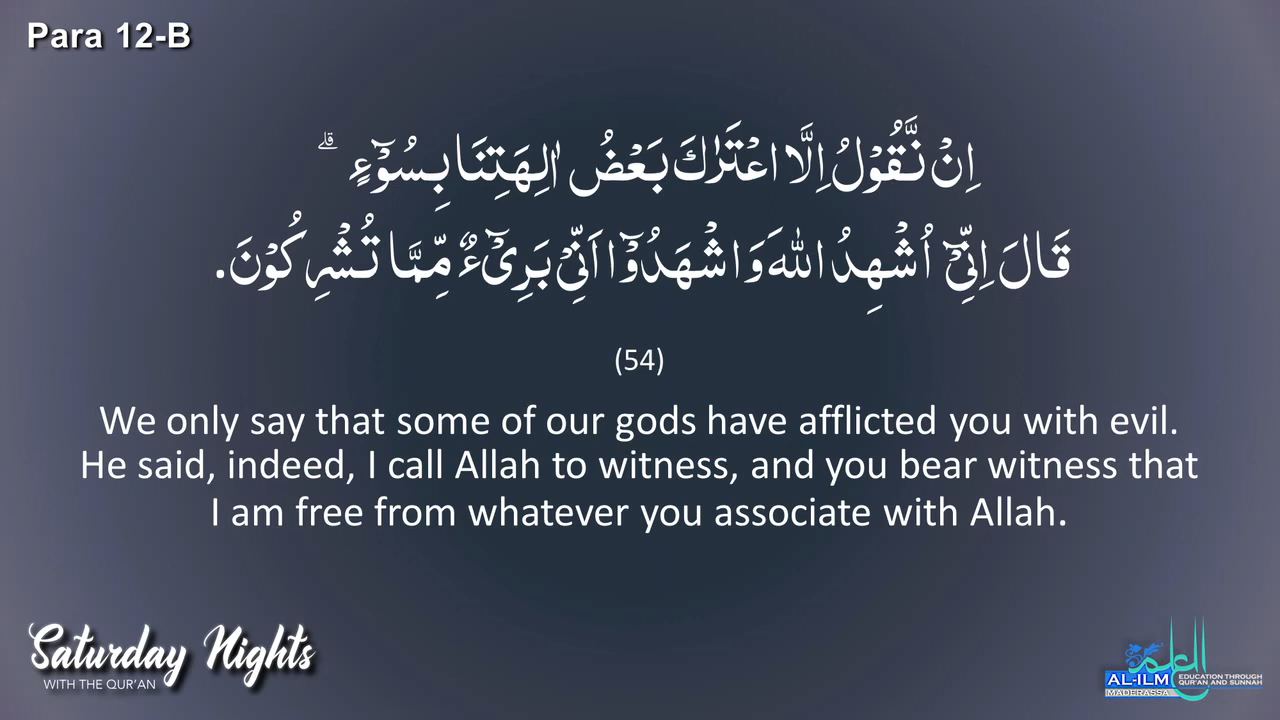 Para 12-B
اِنْ نَّقُوْلُ اِلَّا اعْتَرٰىكَ بَعْضُ اٰلِهَتِنَا بِسُوْٓءٍ ؕ ۗ
قَالَ اِنِّیْۤ اُشْهِدُ اللّٰهَ وَ اشْهَدُوْۤا اَنِّیْ بَرِیْٓءٌ مِّمَّا تُشْرِكُوْنَ.
(54)
We only say that some of our gods have afflicted you with evil.
He said, indeed, I call Allah to witness, and you bear witness that
I am free from whatever you associate with Allah.
Saturday Nights
WITH THE QUR'AN
العلم
AL-ILM
MADERASSA
EDUCATION THROUGH
QUR'AN AND SUNNAH